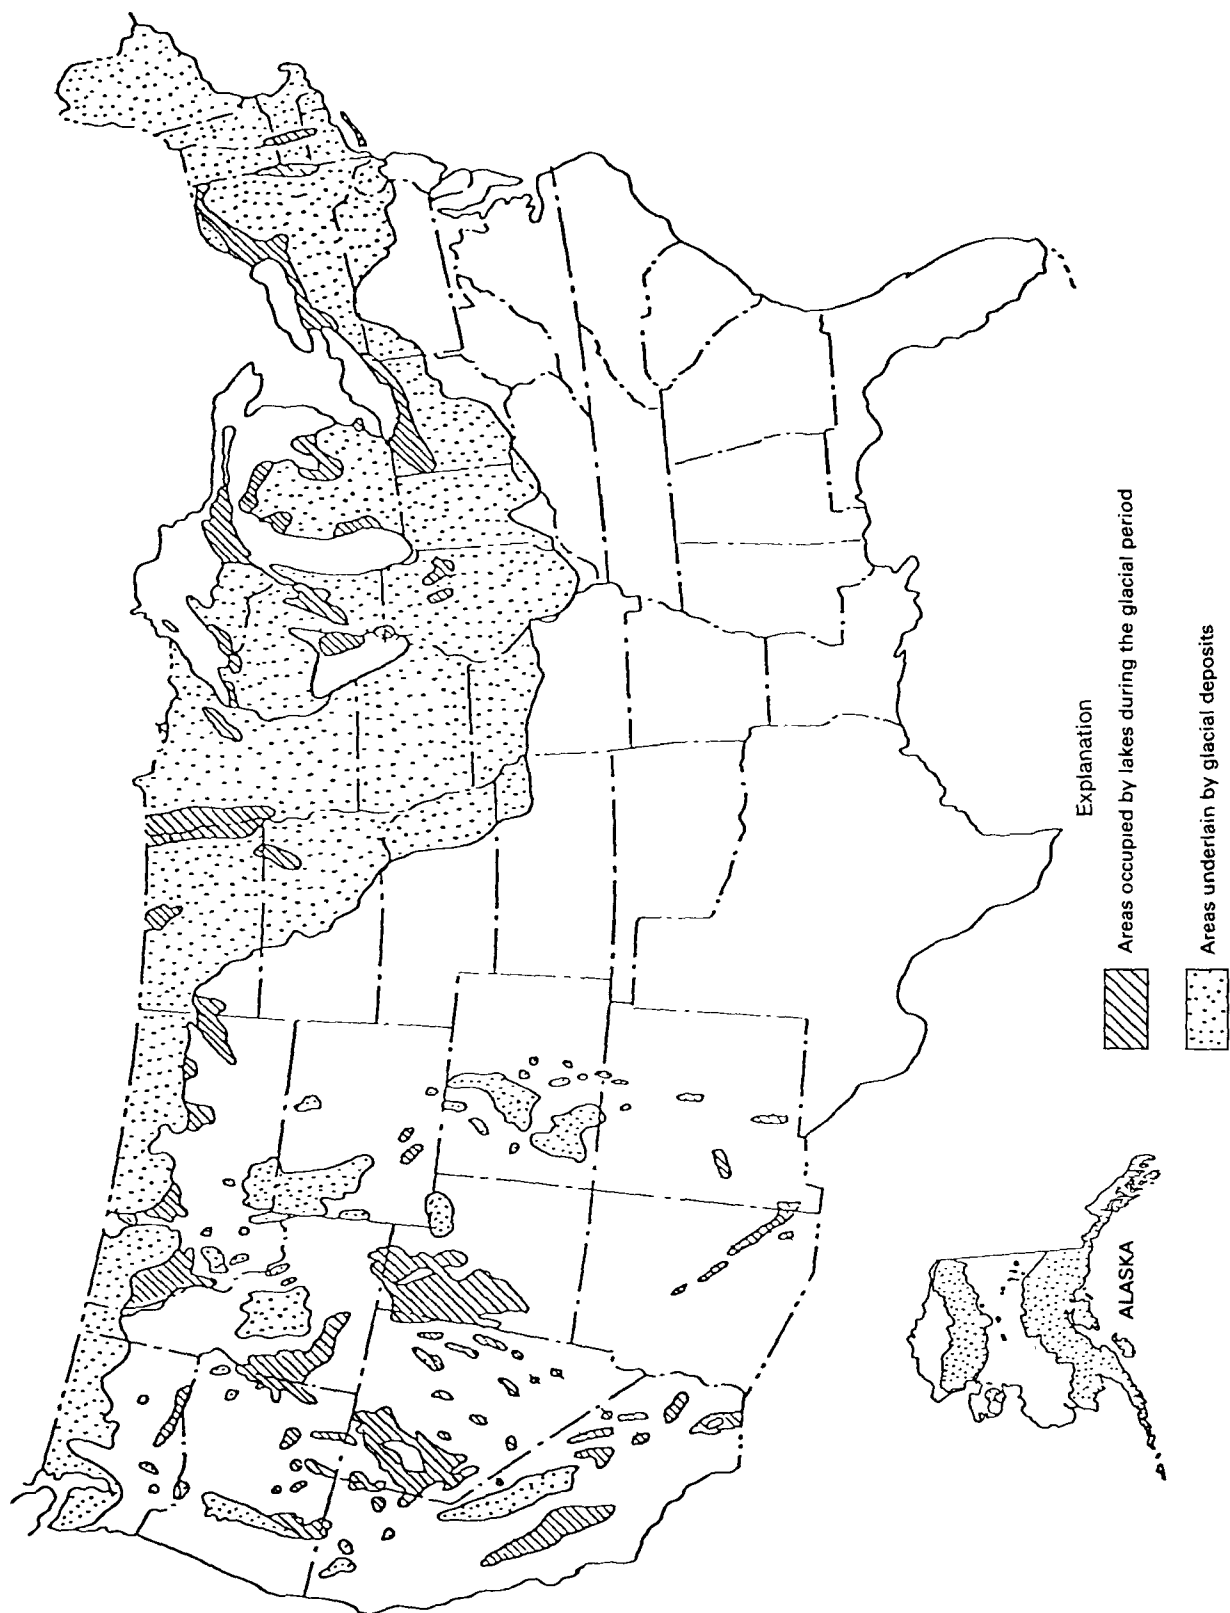 Explanation
Areas occupied by lakes during the glacial period
Areas underlain by glacial deposits
ALASKA